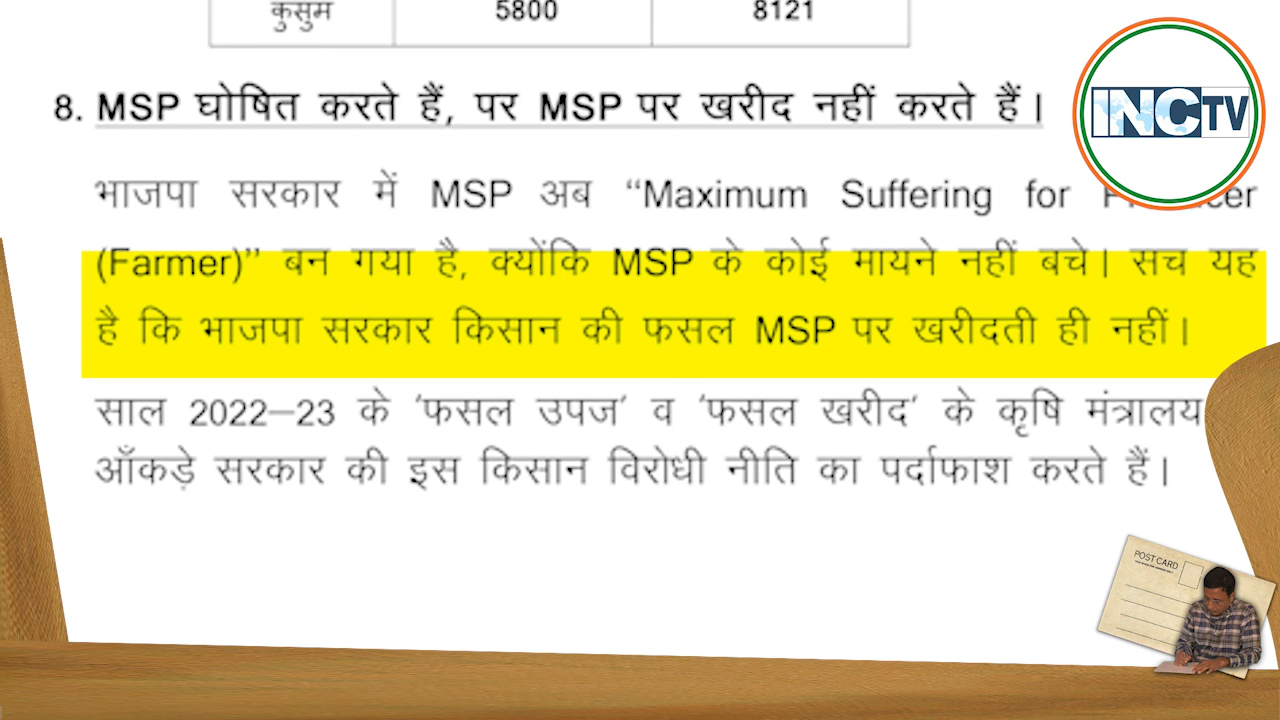 कुसुम 5800 8121
8. MSP घोषित करते हैं, पर MSP पर खरीद नहीं करते हैं।
INCTV
भाजपा सरकार में MSP अब “Maximum Suffering for
(Farmer)” बन गया है, क्योंकि MSP के कोई मायने नहीं बचे। सच यह
है कि भाजपा सरकार किसान की फसल MSP पर खरीदती ही नहीं।
साल 2022–23 के ‘फसल उपज’ व ‘फसल खरीद’ के कृषि मंत्रालय
आँकड़े सरकार की इस किसान विरोधी नीति का पर्दाफाश करते हैं।
POST CARD